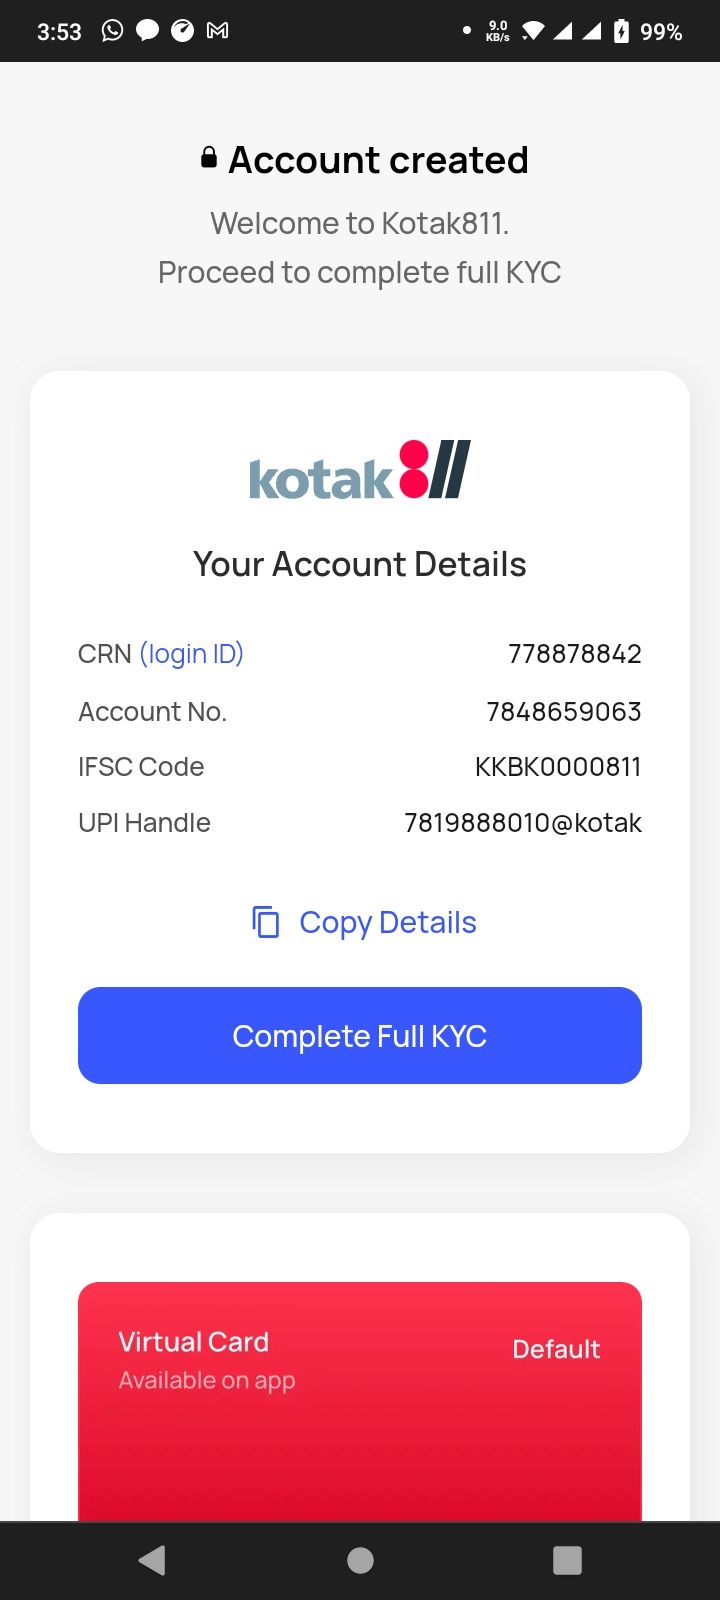 3:53 9.0 KB/s 99%
Account created
Welcome to Kotak811.
Proceed to complete full KYC
kotak811
Your Account Details
CRN (login ID) 778878842
Account No. 7848659063
IFSC Code KKBK0000811
UPI Handle 7819888010@kotak
Copy Details
Complete Full KYC
Virtual Card Default
Available on app